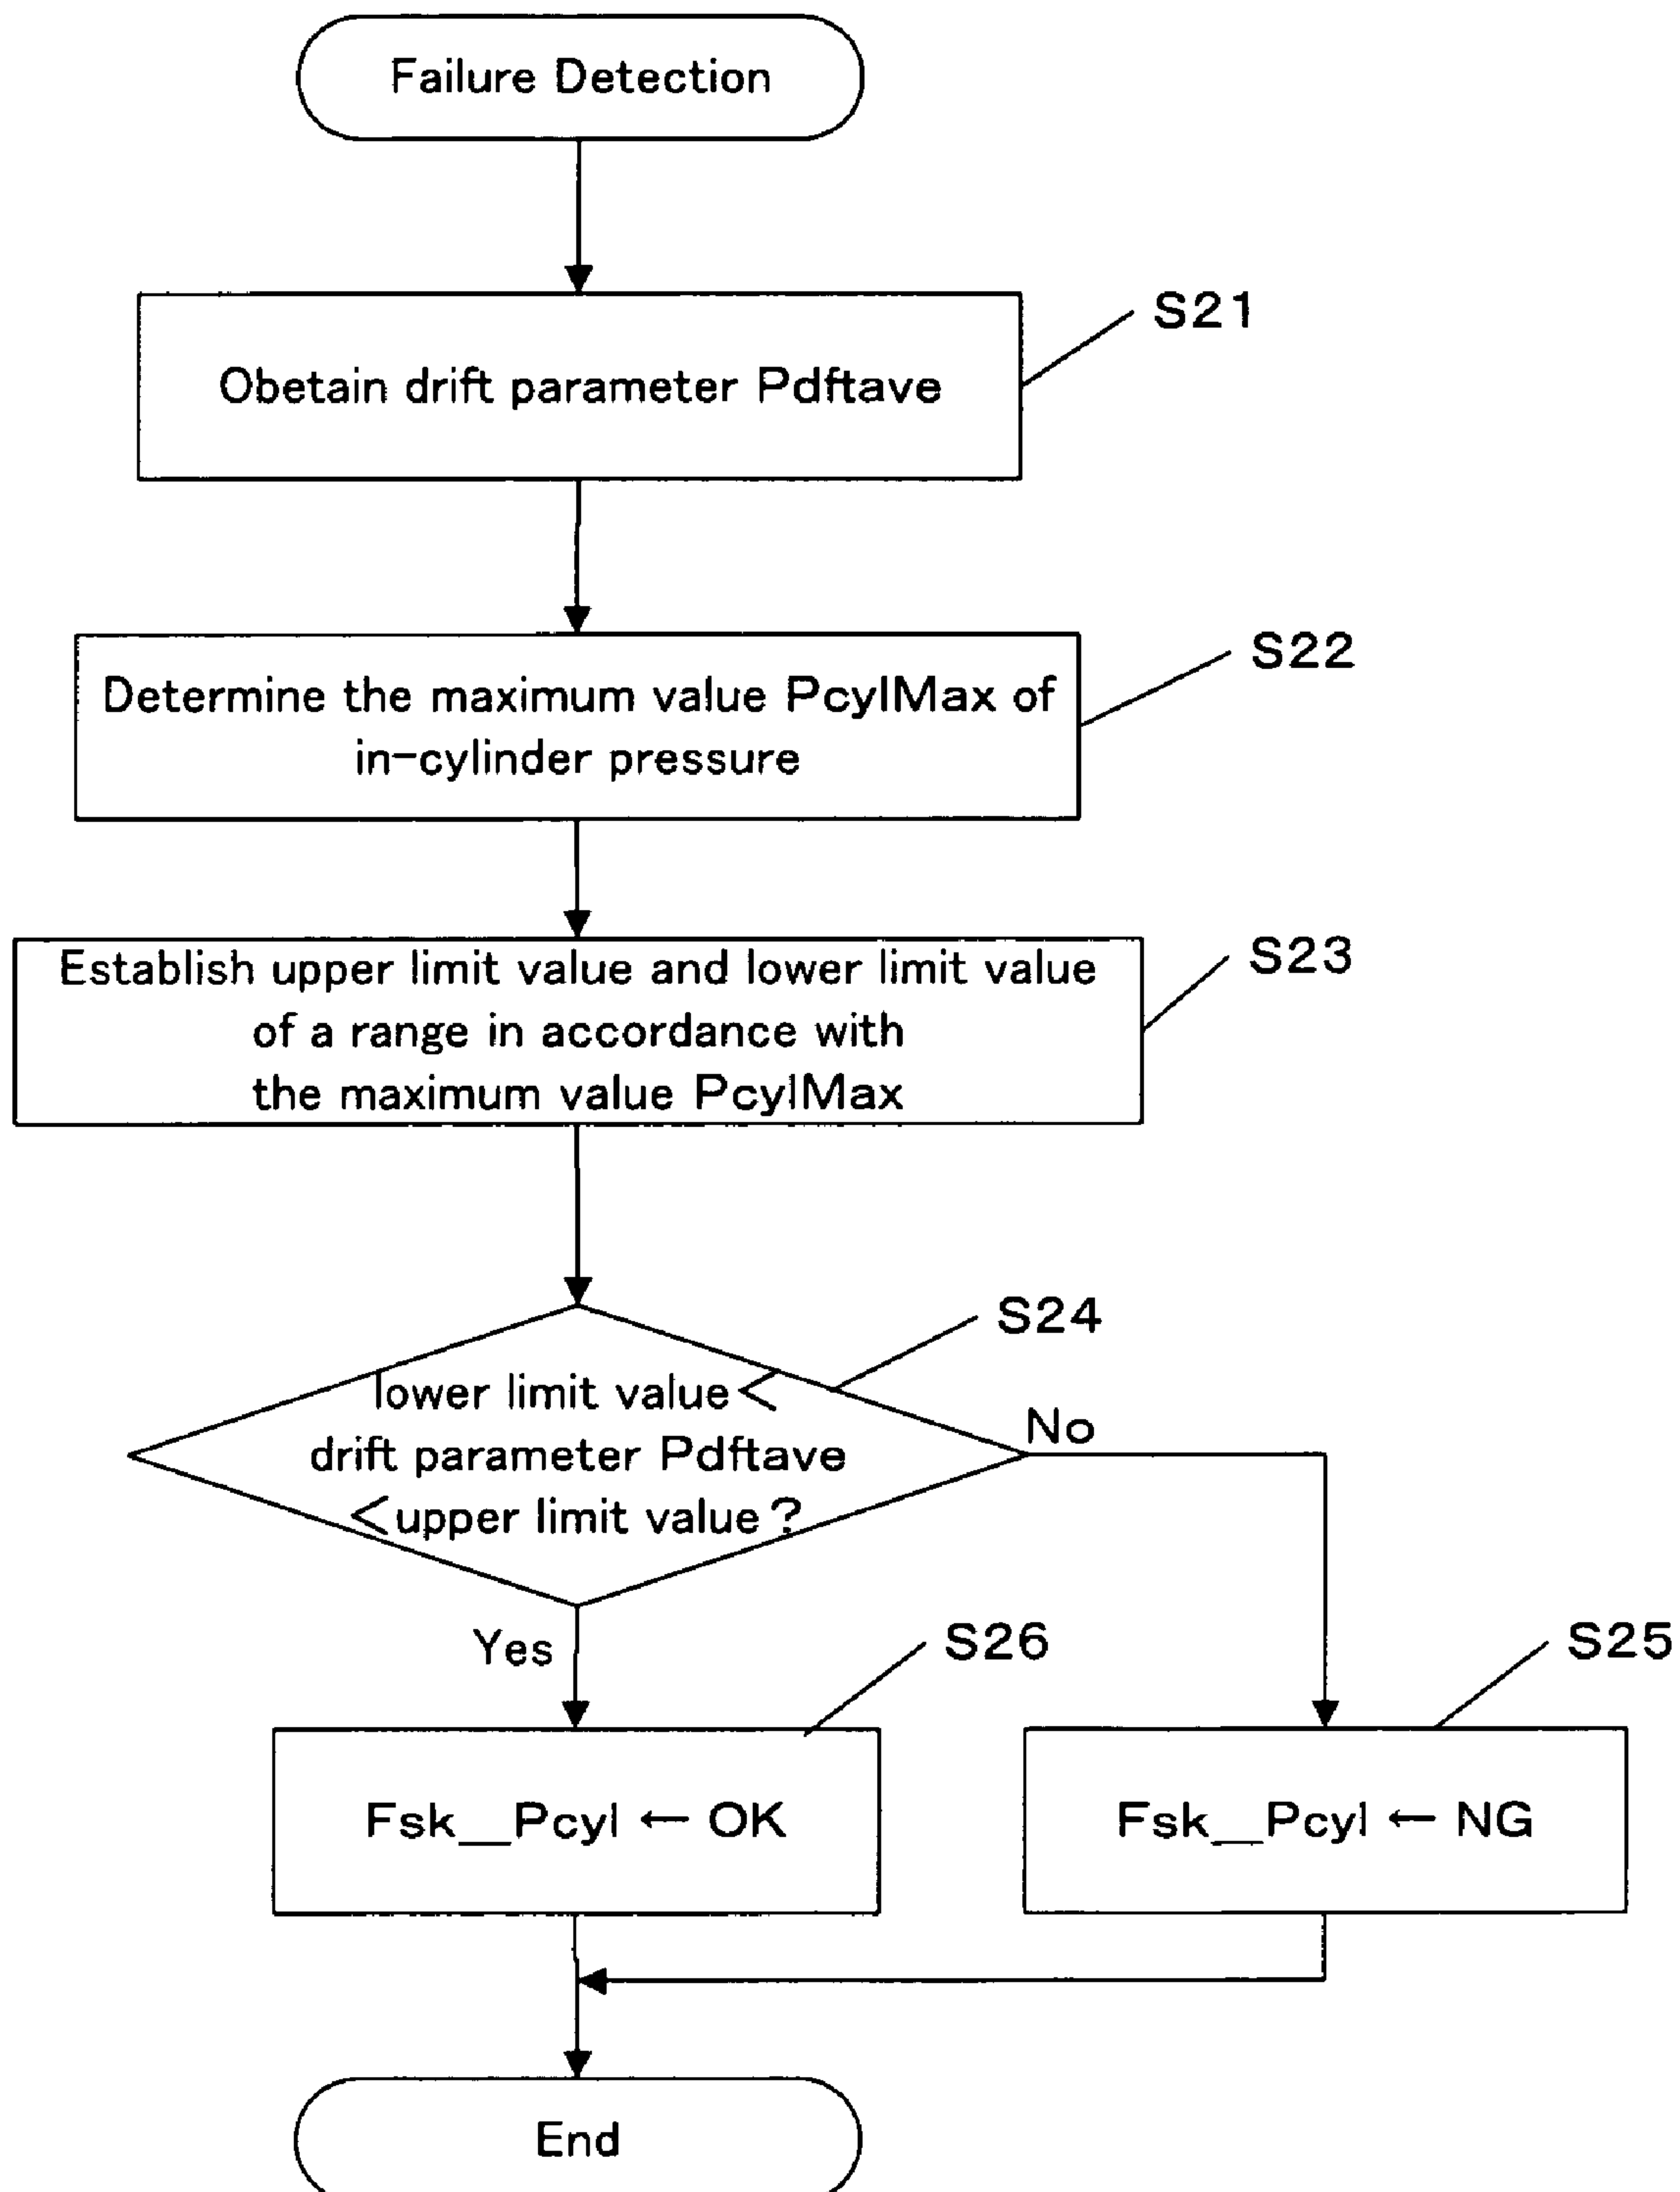 Failure Detection
S21
Obetain drift parameter Pdftave
S22
Determine the maximum value PcylMax of
in-cylinder pressure
S23
Establish upper limit value and lower limit value
of a range in accordance with
the maximum value PcylMax
S24
lower limit value<
drift parameter Pdftave
<upper limit value?
No
Yes
S26
S25
Fsk__Pcyl ← OK
Fsk__Pcyl ← NG
End